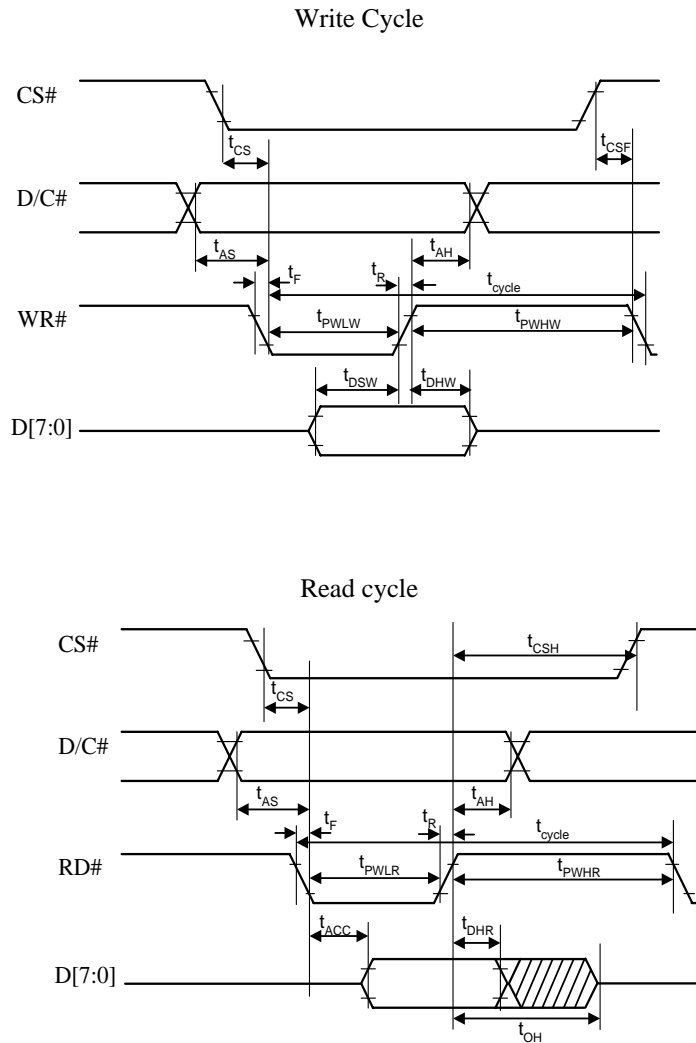 Write Cycle
CS#
tCS
tCSF
D/C#
tAS
tAH
tF
tR
tcycle
WR#
tPWLW
tPWHW
tDSW
tDHW
D[7:0]
Read cycle
CS#
tCSH
tCS
D/C#
tAS
tAH
tF
tR
tcycle
RD#
tPWLR
tPWHR
tACC
tDHR
D[7:0]
tOH